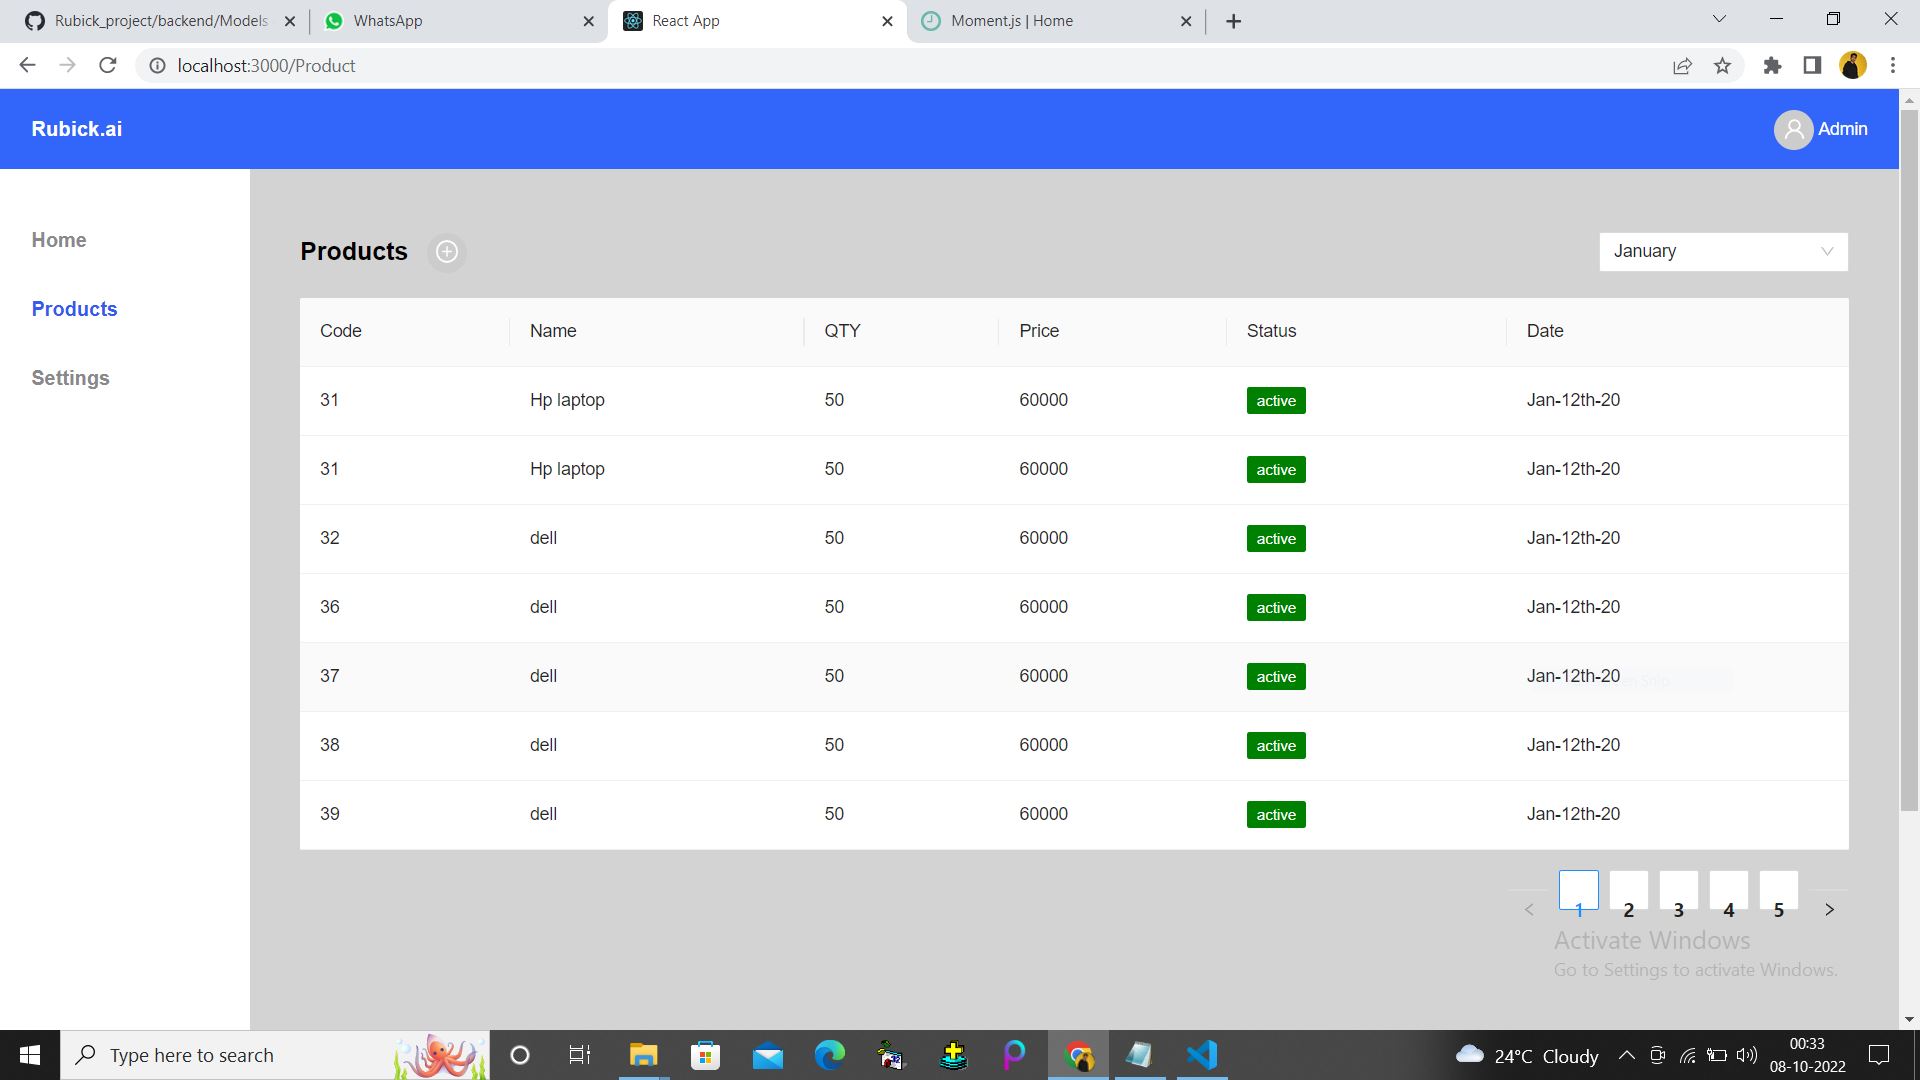 Rubick_project/backend/Models
WhatsApp
React App
Moment.js | Home
localhost:3000/Product
Rubick.ai
Admin
Home
Products
Settings
Products
January
Code Name QTY Price Status Date
31 Hp laptop 50 60000 active Jan-12th-20
31 Hp laptop 50 60000 active Jan-12th-20
32 dell 50 60000 active Jan-12th-20
36 dell 50 60000 active Jan-12th-20
37 dell 50 60000 active Jan-12th-20
38 dell 50 60000 active Jan-12th-20
39 dell 50 60000 active Jan-12th-20
< 1 2 3 4 5 >
Activate Windows
Go to Settings to activate Windows.
Type here to search
24°C Cloudy
00:33
08-10-2022